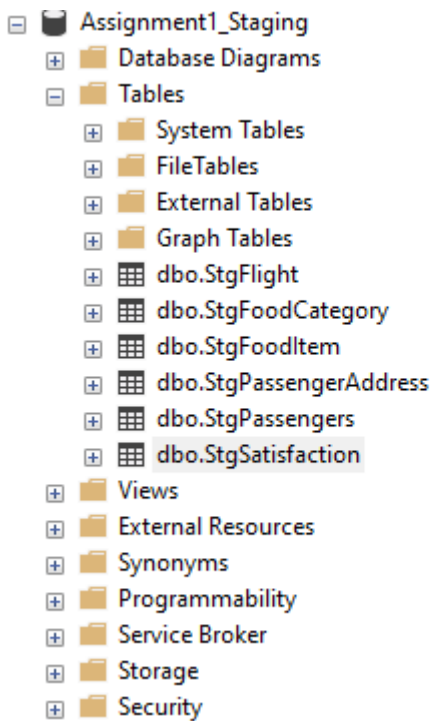 Assignment1_Staging
Database Diagrams
Tables
System Tables
FileTables
External Tables
Graph Tables
dbo.StgFlight
dbo.StgFoodCategory
dbo.StgFoodItem
dbo.StgPassengerAddress
dbo.StgPassengers
dbo.StgSatisfaction
Views
External Resources
Synonyms
Programmability
Service Broker
Storage
Security